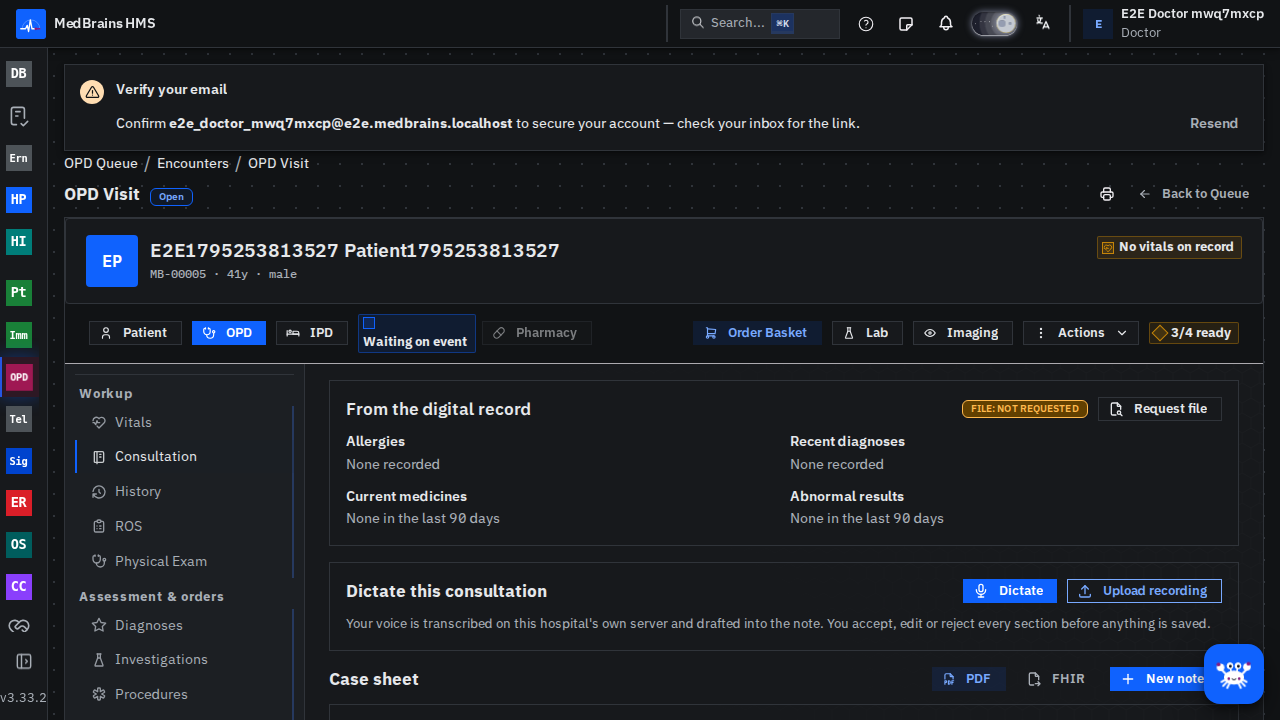 MedBrains HMS
Search... ⌘K
E2E Doctor mwq7mxcp
E
Doctor
DB
Ern
HP
HI
Pt
Imm
OPD
Tel
Sig
ER
OS
CC
v3.33.2
Verify your email
Confirm e2e_doctor_mwq7mxcp@e2e.medbrains.localhost to secure your account — check your inbox for the link.
Resend
OPD Queue / Encounters / OPD Visit
OPD Visit Open
Back to Queue
EP
E2E1795253813527 Patient1795253813527
MB-00005 · 41y · male
No vitals on record
Patient
OPD
IPD
Waiting on event
Pharmacy
Order Basket
Lab
Imaging
Actions
3/4 ready
Workup
Vitals
Consultation
History
ROS
Physical Exam
Assessment & orders
Diagnoses
Investigations
Procedures
From the digital record
FILE: NOT REQUESTED
Request file
Allergies
None recorded
Recent diagnoses
None recorded
Current medicines
None in the last 90 days
Abnormal results
None in the last 90 days
Dictate this consultation
Dictate
Upload recording
Your voice is transcribed on this hospital's own server and drafted into the note. You accept, edit or reject every section before anything is saved.
Case sheet
PDF
FHIR
New note